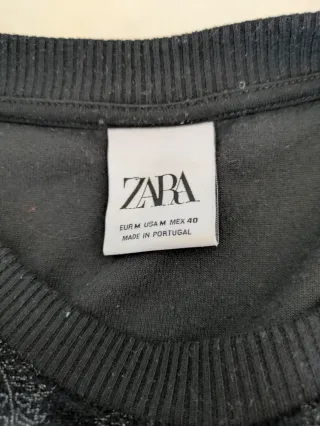 ZARA
EUR M USA M MEX 40
MADE IN PORTUGAL